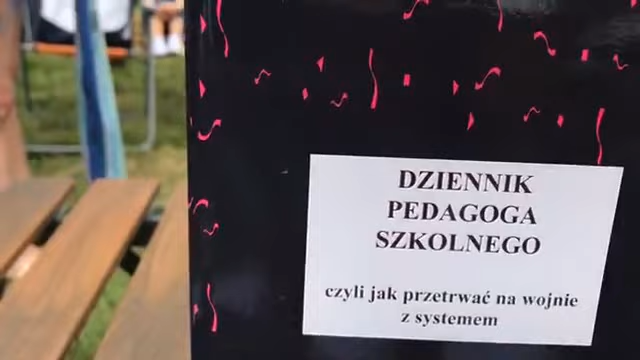 DZIENNIK
PEDAGOGA
SZKOLNEGO
czyli jak przetrwać na wojnie
z systemem